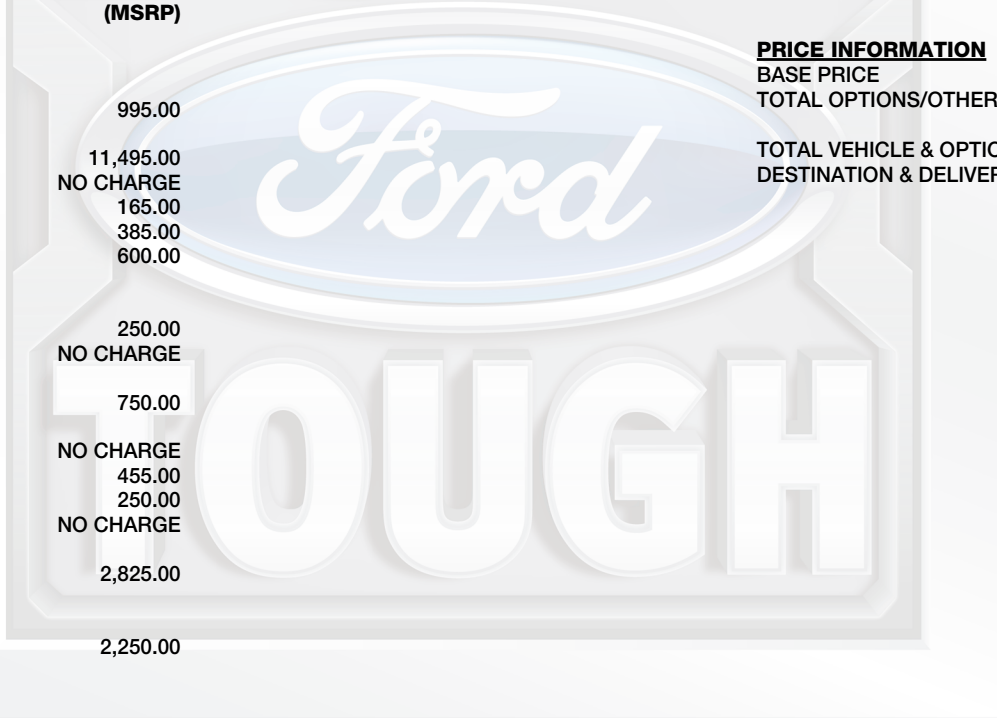 (MSRP)
995.00
11,495.00
NO CHARGE
165.00
385.00
600.00
250.00
NO CHARGE
750.00
NO CHARGE
455.00
250.00
NO CHARGE
2,825.00
2,250.00
PRICE INFORMATION
BASE PRICE
TOTAL OPTIONS/OTHER
TOTAL VEHICLE & OPTIO
DESTINATION & DELIVER
Ford
TOUGH